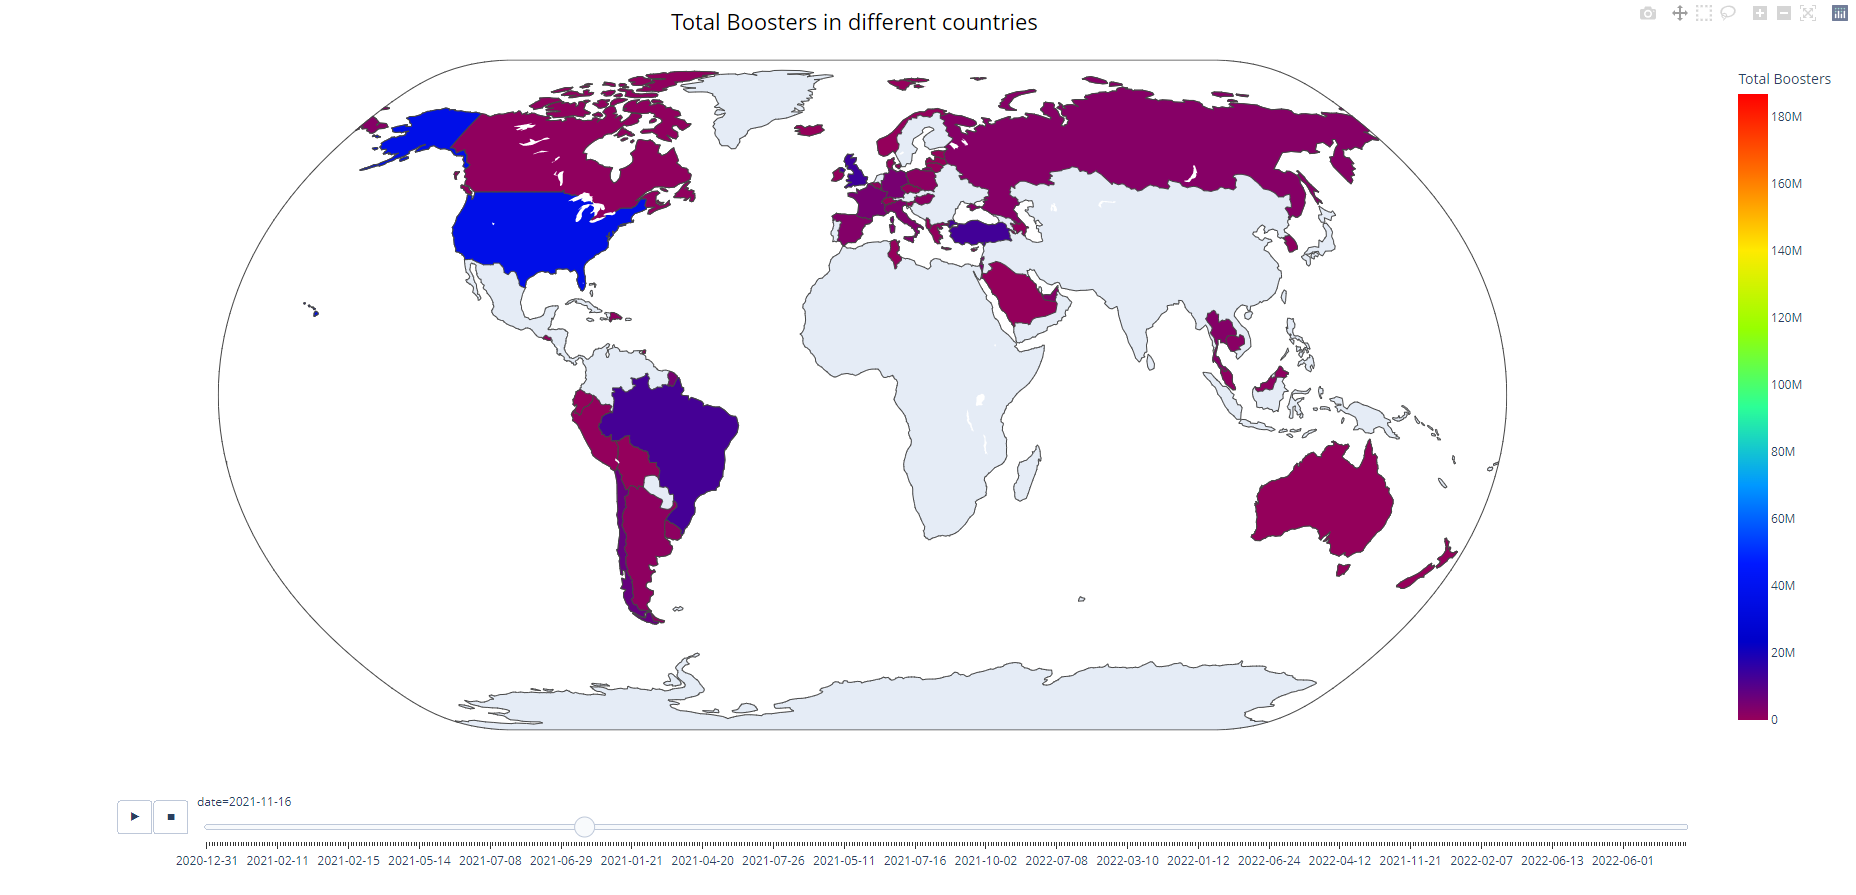 Total Boosters in different countries
Total Boosters
180M
160M
140M
120M
100M
80M
60M
40M
20M
0
date=2021-11-16
2020-12-31 2021-02-11 2021-02-15 2021-05-14 2021-07-08 2021-06-29 2021-01-21 2021-04-20 2021-07-26 2021-05-11 2021-07-16 2021-10-02 2022-07-08 2022-03-10 2022-01-12 2022-06-24 2022-04-12 2021-11-21 2022-02-07 2022-06-13 2022-06-01